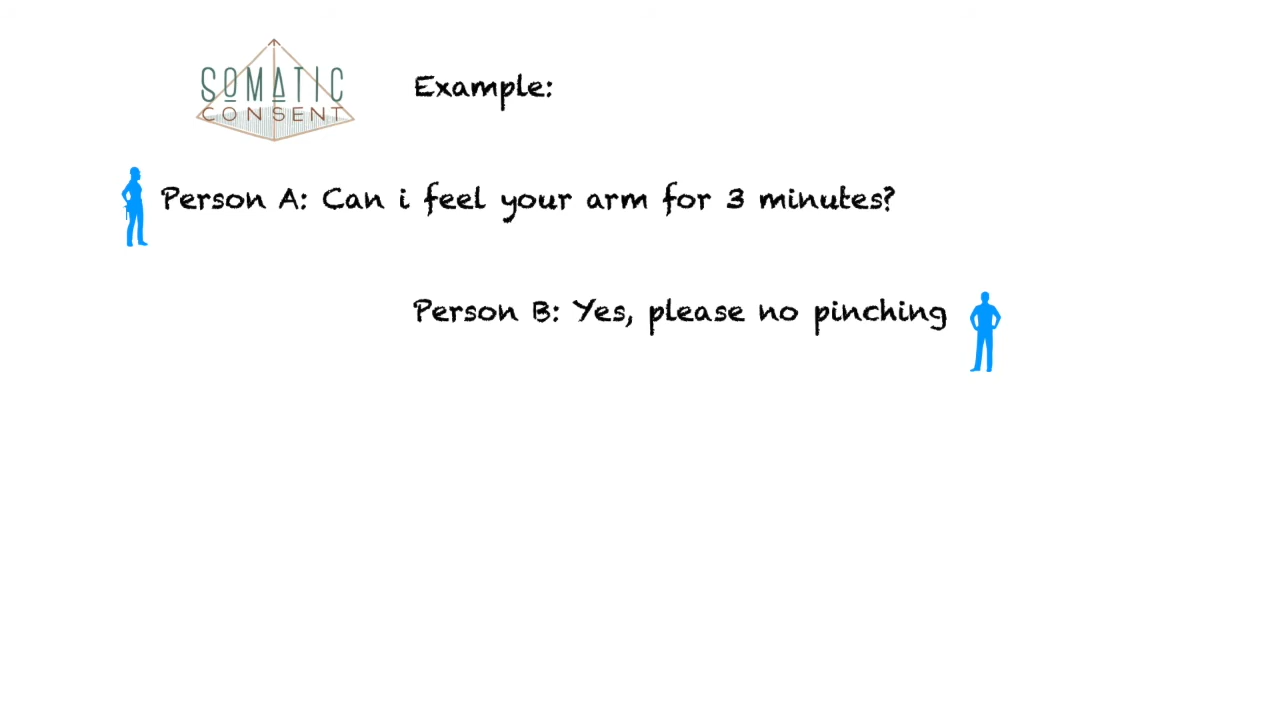 SOMATIC
CONSENT
Example:
Person A: Can i feel your arm for 3 minutes?
Person B: Yes, please no pinching